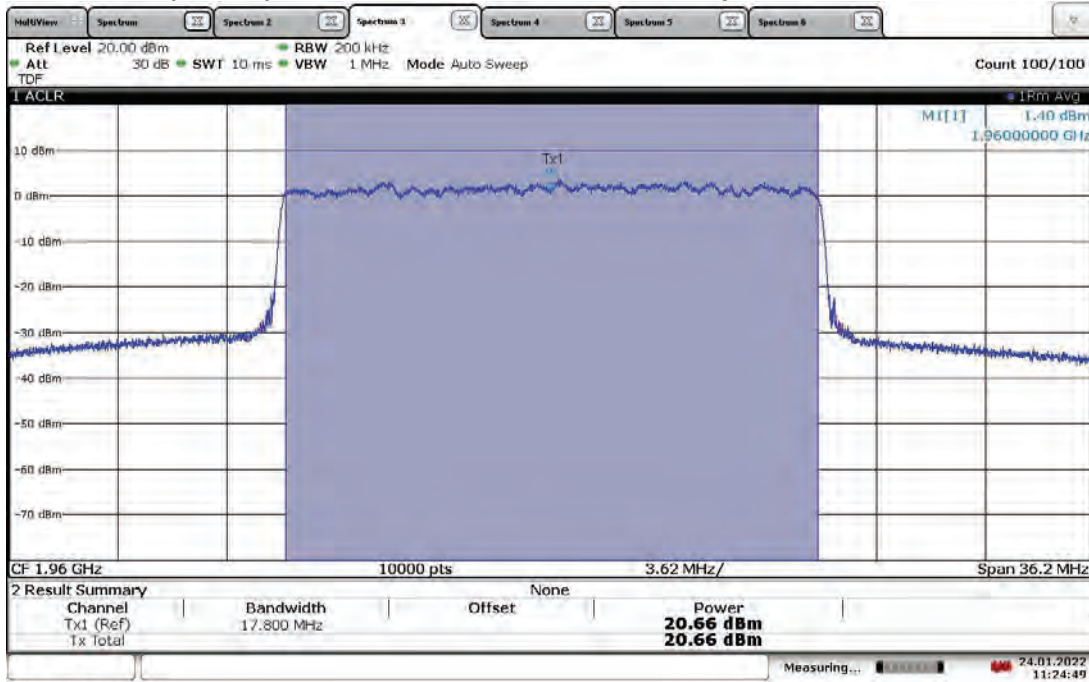 MultiView Spectrum Spectrum 2 Spectrum 3 Spectrum 4 Spectrum 5 Spectrum 6
Ref Level 20.00 dBm RBW 200 kHz
Att 30 dB SWT 10 ms VBW 1 MHz Mode Auto Sweep Count 100/100
TDF
1 ACLR 1Rm Avg
M1[1] 1.40 dBm
1.96000000 GHz
10 dBm
Tx1
0 dBm
-10 dBm
-20 dBm
-30 dBm
-40 dBm
-50 dBm
-60 dBm
-70 dBm
CF 1.96 GHz 10000 pts 3.62 MHz/ Span 36.2 MHz
2 Result Summary None
Channel Bandwidth Offset Power
Tx1 (Ref) 17.800 MHz 20.66 dBm
Tx Total 20.66 dBm
Measuring... 24.01.2022
11:24:49